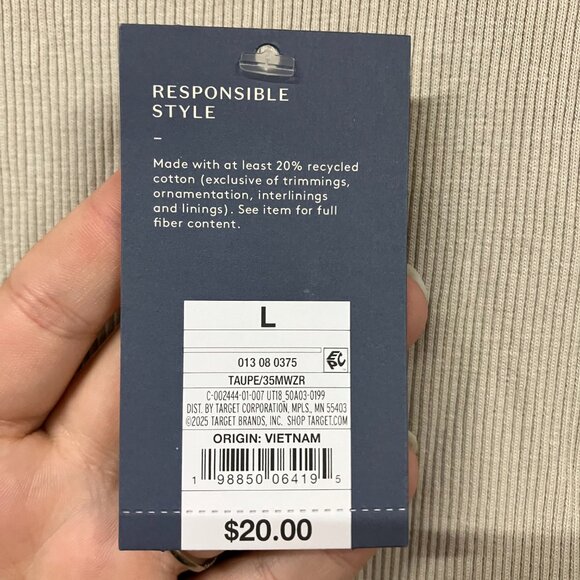 RESPONSIBLE
STYLE
–
Made with at least 20% recycled
cotton (exclusive of trimmings,
ornamentation, interlinings
and linings). See item for full
fiber content.
L
013 08 0375
EPC
TAUPE/35MWZR
C-002444-01-007 UT18 50A03-0199
DIST. BY TARGET CORPORATION, MPLS, MN 55403
©2025 TARGET BRANDS, INC. SHOP TARGET.COM
ORIGIN: VIETNAM
1 98850 06419 5
$20.00